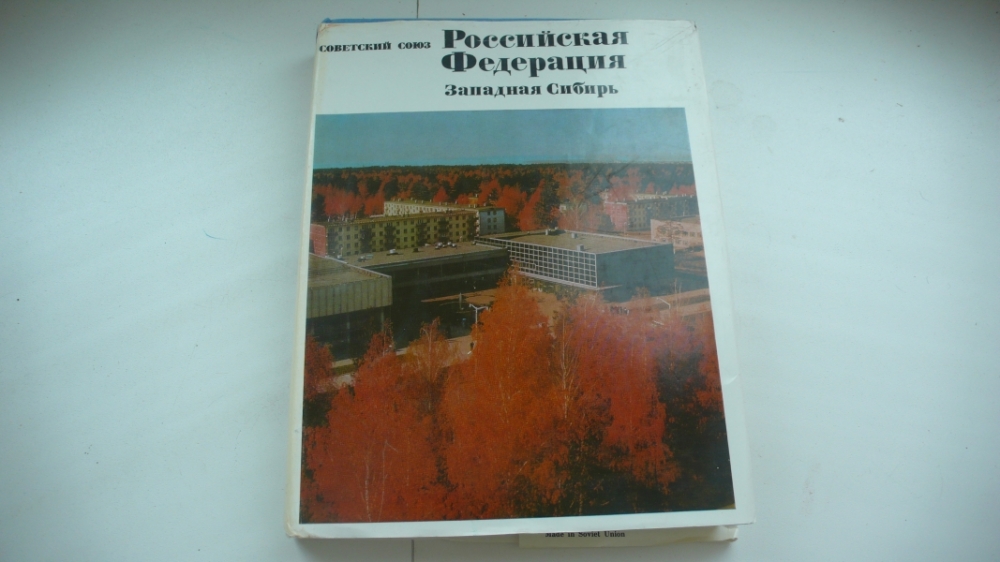 СОВЕТСКИЙ СОЮЗ
Российская
Федерация
Западная Сибирь
Made in Soviet Union